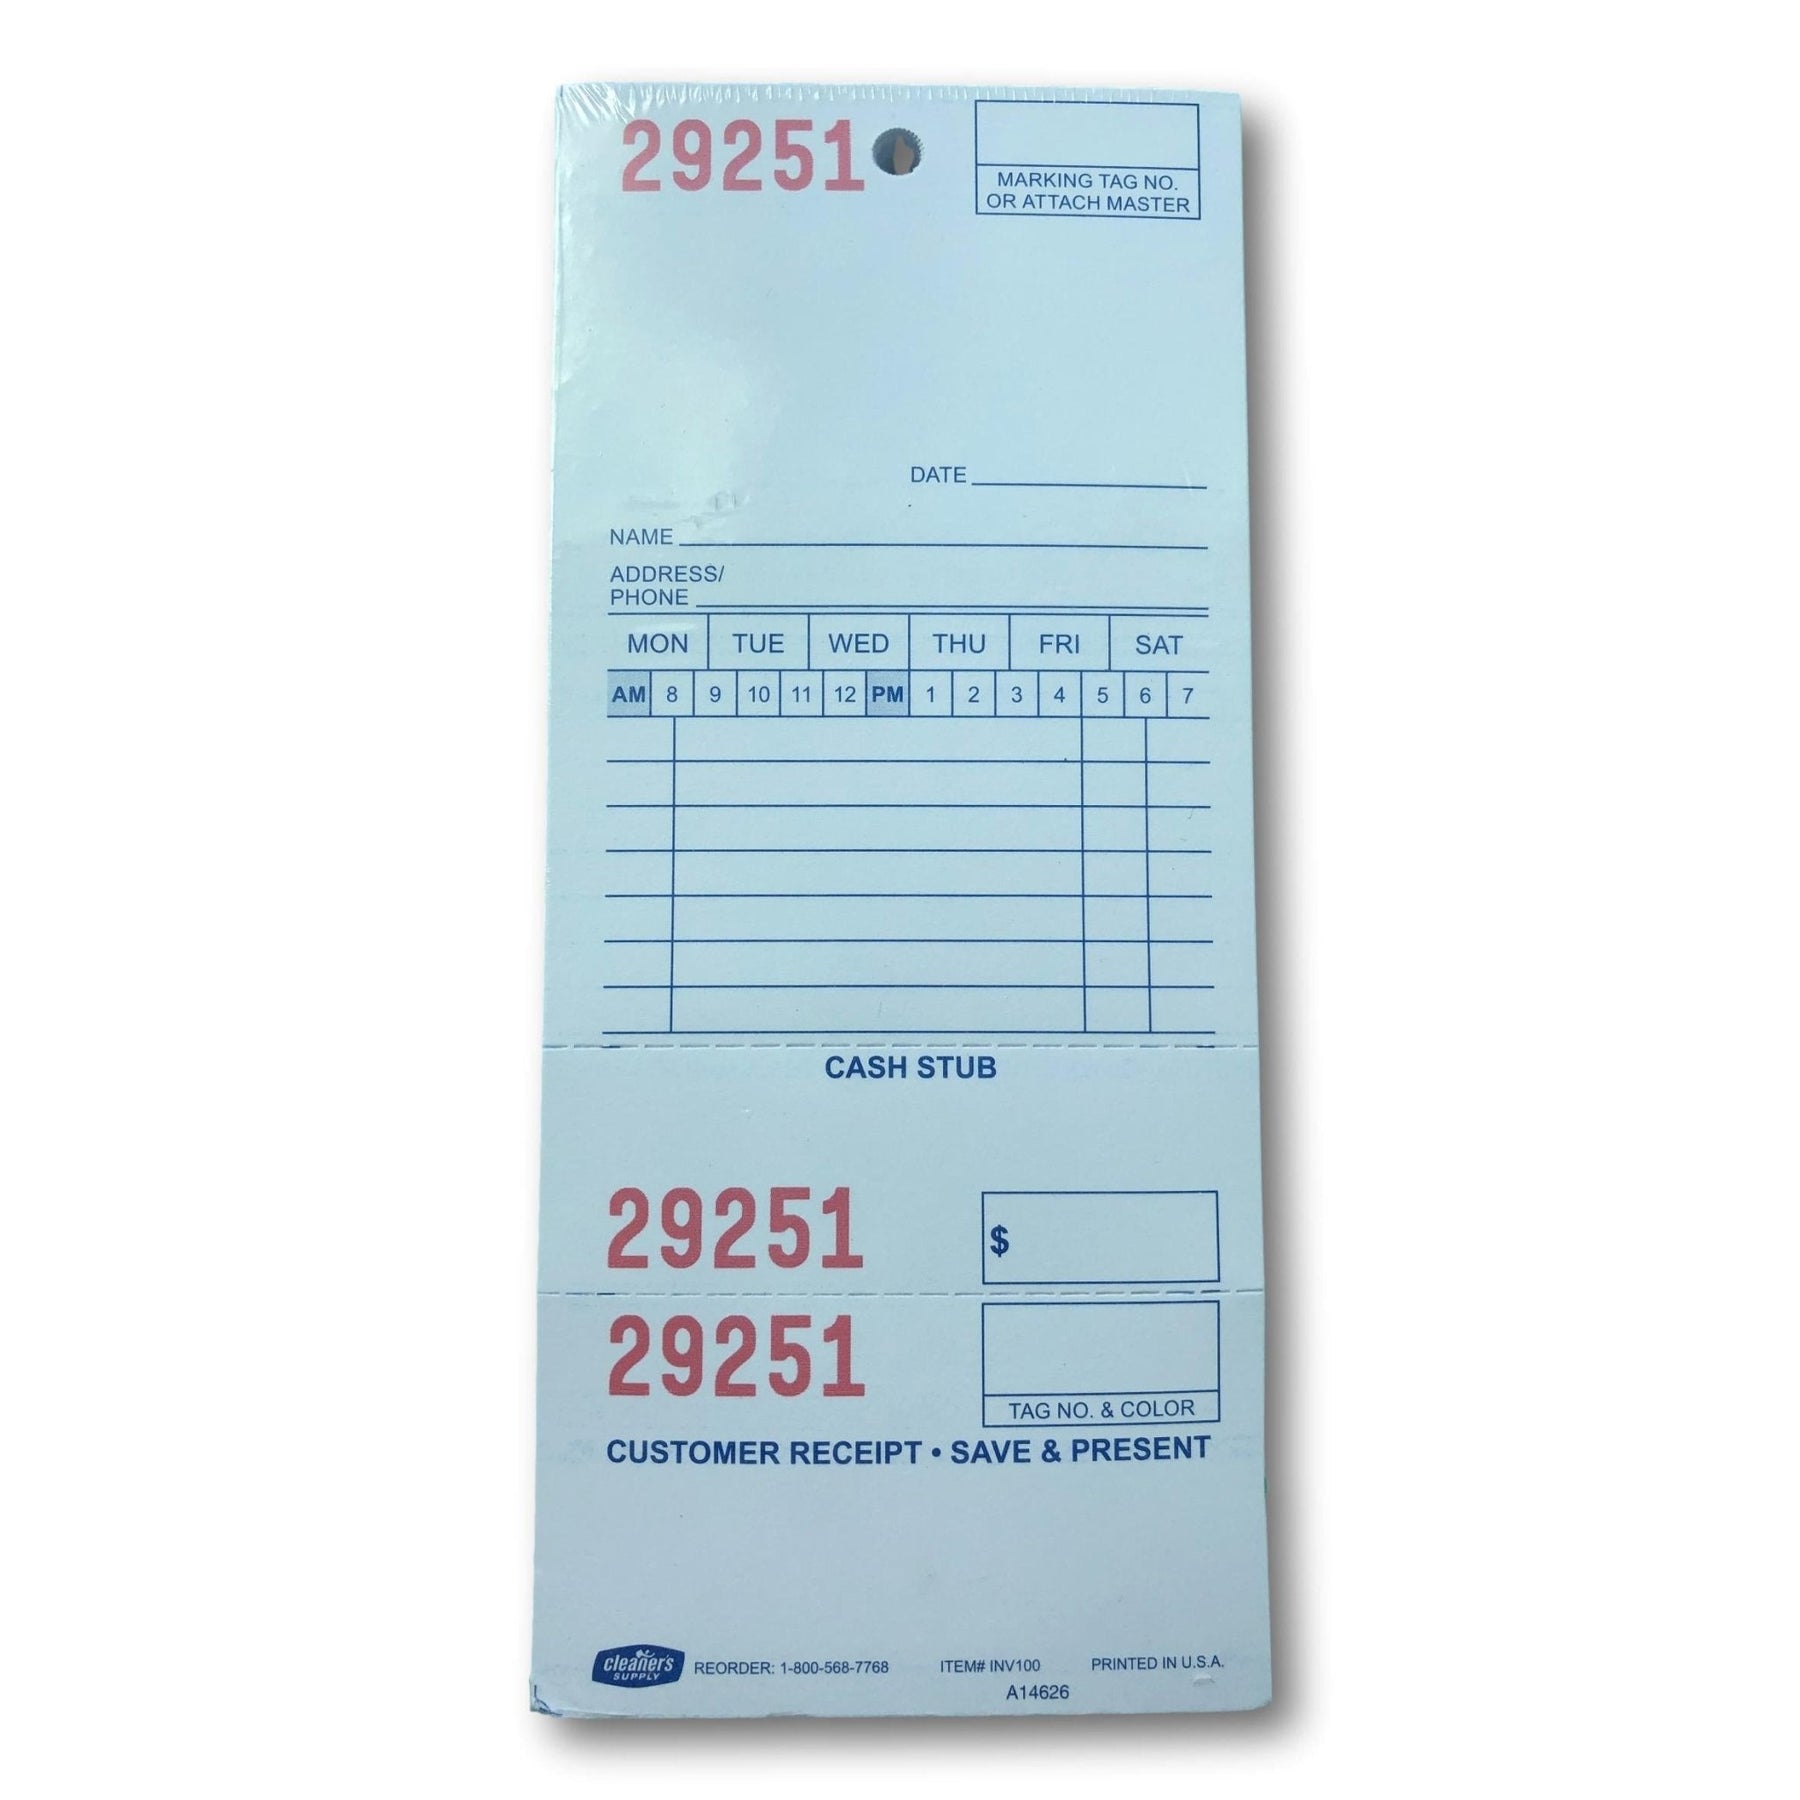 29251
MARKING TAG NO.
OR ATTACH MASTER
DATE
NAME
ADDRESS/
PHONE
MON TUE WED THU FRI SAT
AM 8 9 10 11 12 PM 1 2 3 4 5 6 7
CASH STUB
29251 $
29251
TAG NO. & COLOR
CUSTOMER RECEIPT • SAVE & PRESENT
cleaner's
SUPPLY
REORDER: 1-800-568-7768 ITEM# INV100 PRINTED IN U.S.A.
A14626